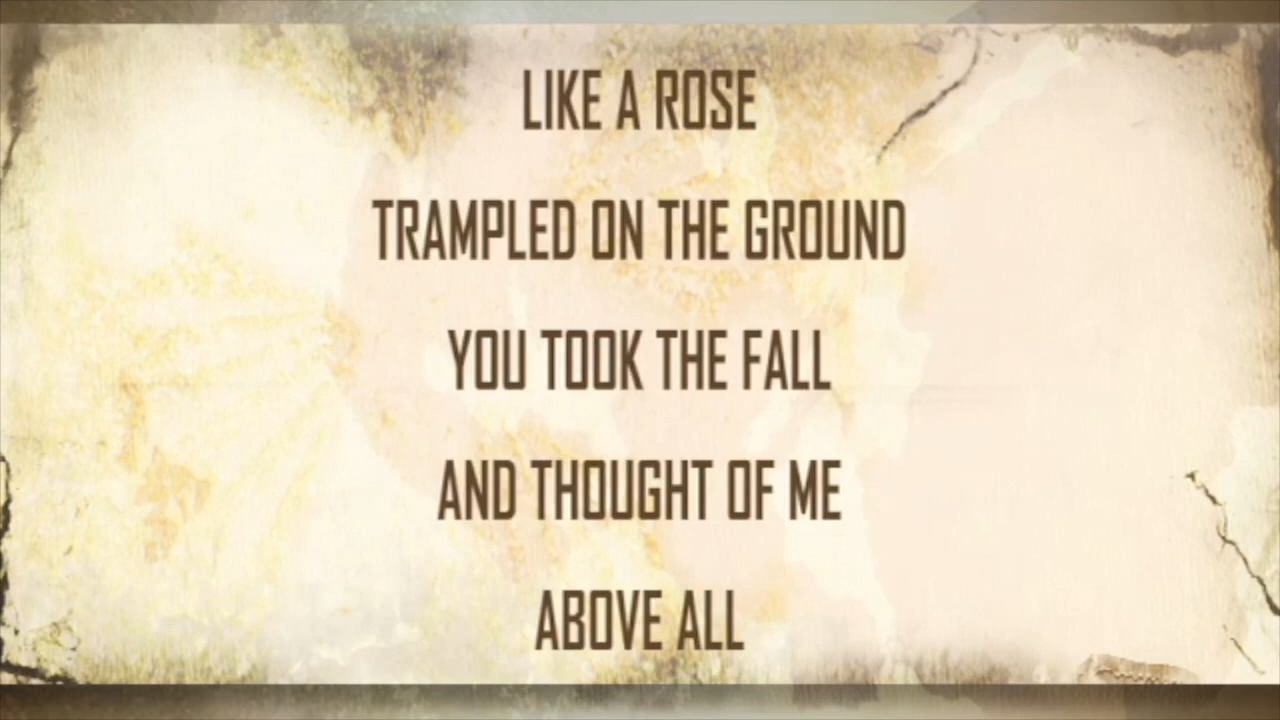 LIKE A ROSE
TRAMPLED ON THE GROUND
YOU TOOK THE FALL
AND THOUGHT OF ME
ABOVE ALL